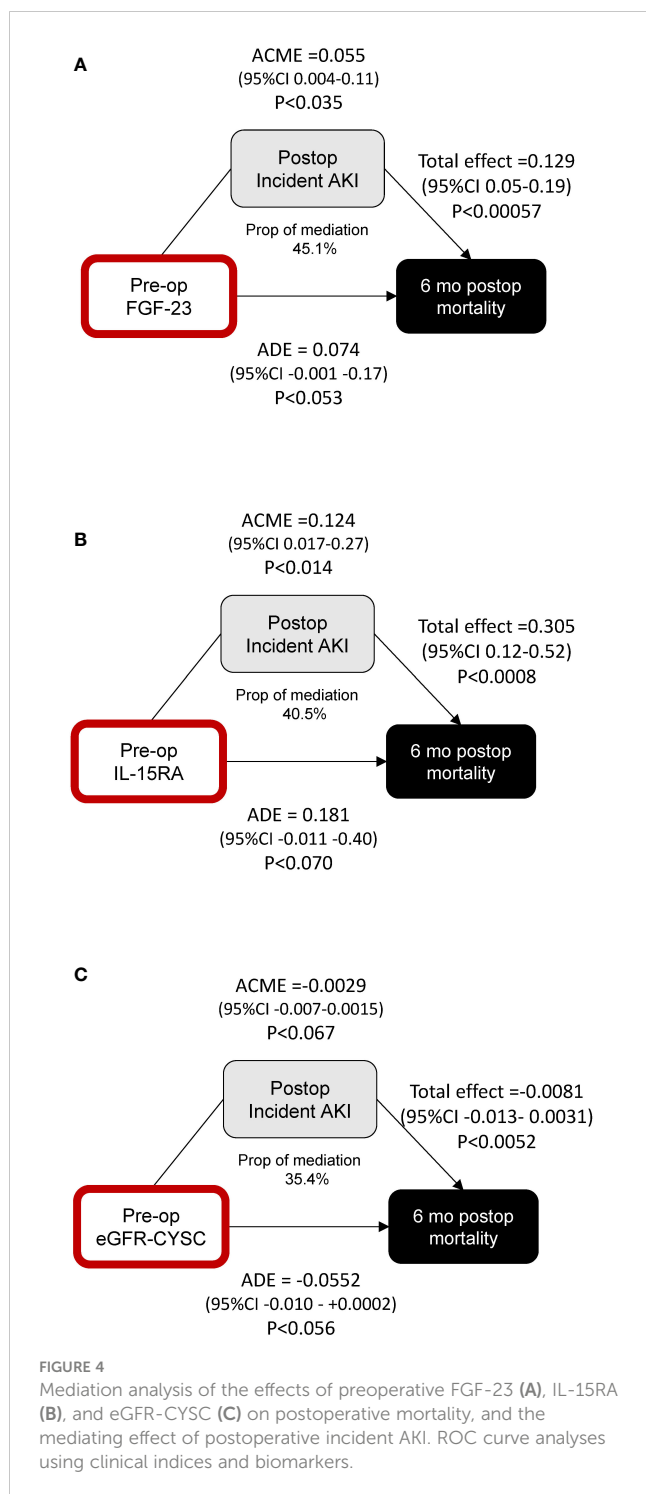 A
ACME =0.055
(95%CI 0.004-0.11)
P<0.035
Postop
Incident AKI
Total effect =0.129
(95%CI 0.05-0.19)
P<0.00057
Prop of mediation
45.1%
Pre-op
FGF-23
6 mo postop
mortality
ADE = 0.074
(95%CI -0.001 -0.17)
P<0.053
B
ACME =0.124
(95%CI 0.017-0.27)
P<0.014
Postop
Incident AKI
Total effect =0.305
(95%CI 0.12-0.52)
P<0.0008
Prop of mediation
40.5%
Pre-op
IL-15RA
6 mo postop
mortality
ADE = 0.181
(95%CI -0.011 -0.40)
P<0.070
C
ACME =-0.0029
(95%CI -0.007-0.0015)
P<0.067
Postop
Incident AKI
Total effect =-0.0081
(95%CI -0.013- 0.0031)
P<0.0052
Prop of mediation
35.4%
Pre-op
eGFR-CYSC
6 mo postop
mortality
ADE = -0.0552
(95%CI -0.010 - +0.0002)
P<0.056
FIGURE 4
Mediation analysis of the effects of preoperative FGF-23 (A), IL-15RA
(B), and eGFR-CYSC (C) on postoperative mortality, and the
mediating effect of postoperative incident AKI. ROC curve analyses
using clinical indices and biomarkers.